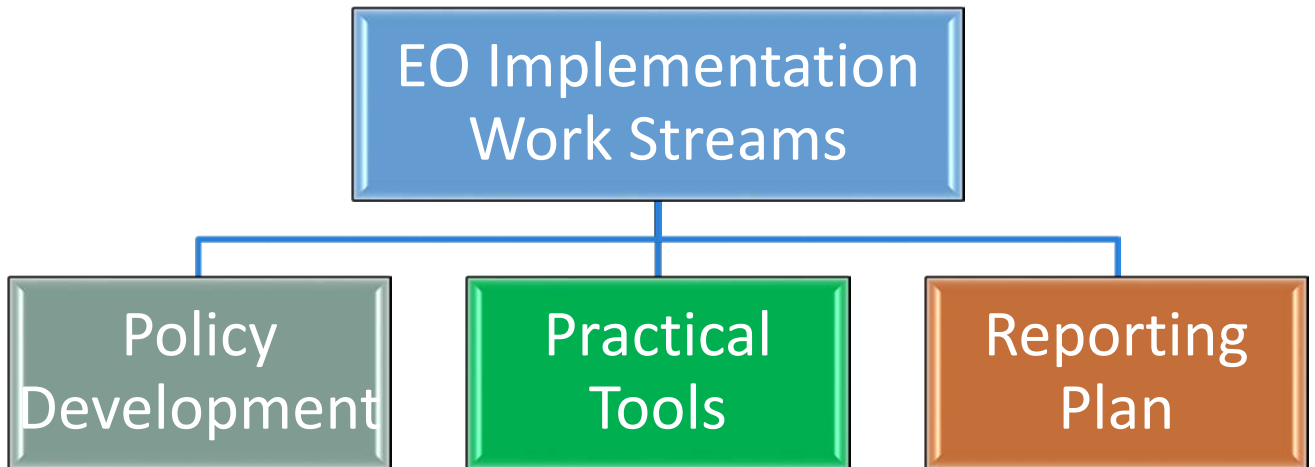 EO Implementation
Work Streams
Policy
Development
Practical
Tools
Reporting
Plan